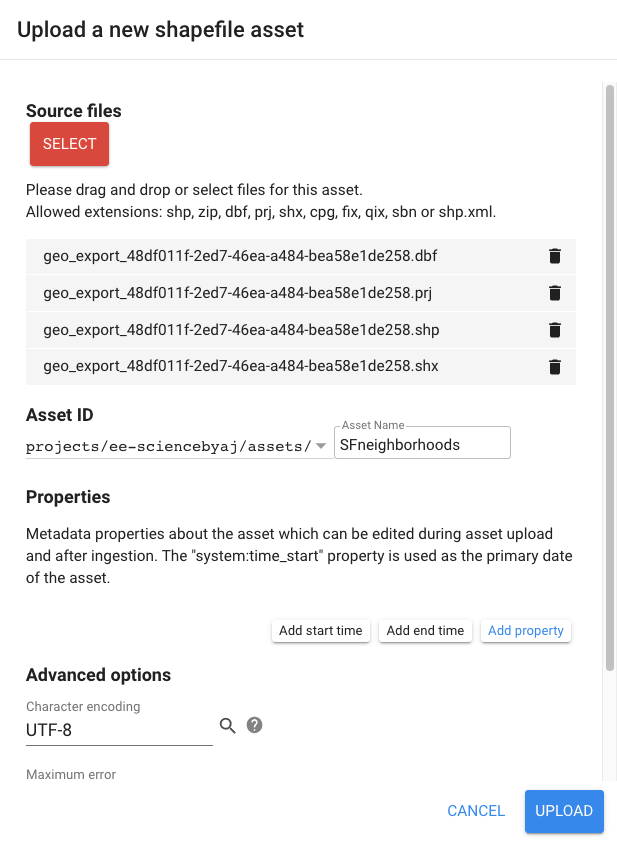 Upload a new shapefile asset
Source files
SELECT
Please drag and drop or select files for this asset.
Allowed extensions: shp, zip, dbf, prj, shx, cpg, fix, qix, sbn or shp.xml.
geo_export_48df011f-2ed7-46ea-a484-bea58e1de258.dbf
geo_export_48df011f-2ed7-46ea-a484-bea58e1de258.prj
geo_export_48df011f-2ed7-46ea-a484-bea58e1de258.shp
geo_export_48df011f-2ed7-46ea-a484-bea58e1de258.shx
Asset ID
Asset Name
projects/ee-sciencebyaj/assets/ SFneighborhoods
Properties
Metadata properties about the asset which can be edited during asset upload
and after ingestion. The "system:time_start" property is used as the primary date
of the asset.
Add start time Add end time Add property
Advanced options
Character encoding
UTF-8 ?
Maximum error
CANCEL UPLOAD